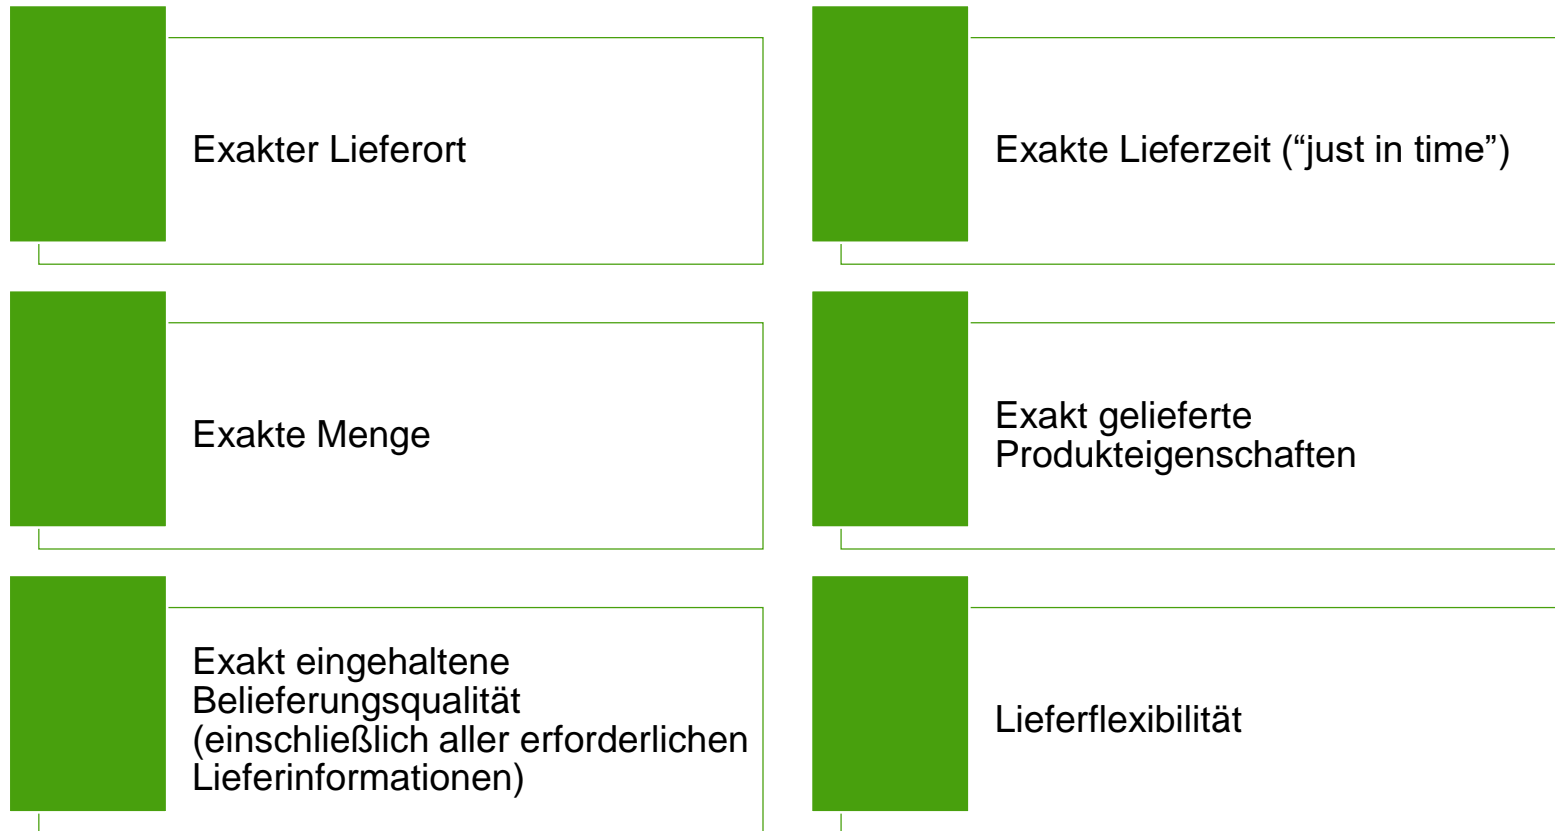 Exakter Lieferort
Exakte Lieferzeit (“just in time”)
Exakte Menge
Exakt gelieferte
Produkteigenschaften
Exakt eingehaltene
Belieferungsqualität
(einschließlich aller erforderlichen
Lieferinformationen)
Lieferflexibilität